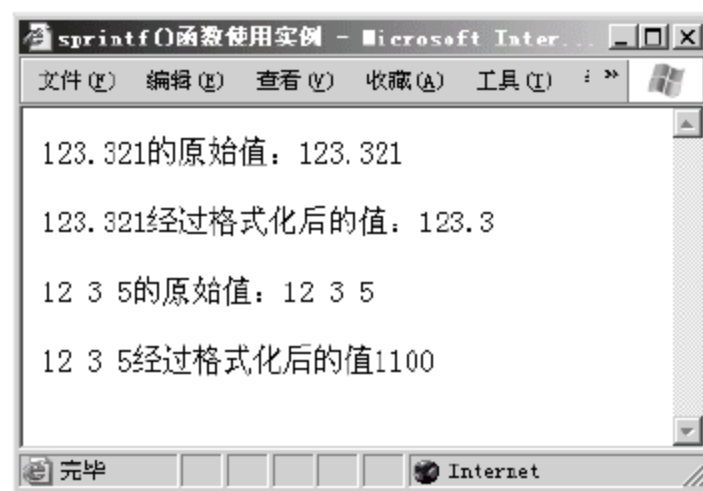 sprintf()函数使用实例 - Microsoft Inter...
文件(F) 编辑(E) 查看(V) 收藏(A) 工具(T) »
123.321的原始值：123.321
123.321经过格式化后的值：123.3
12 3 5的原始值：12 3 5
12 3 5经过格式化后的值1100
完毕 Internet